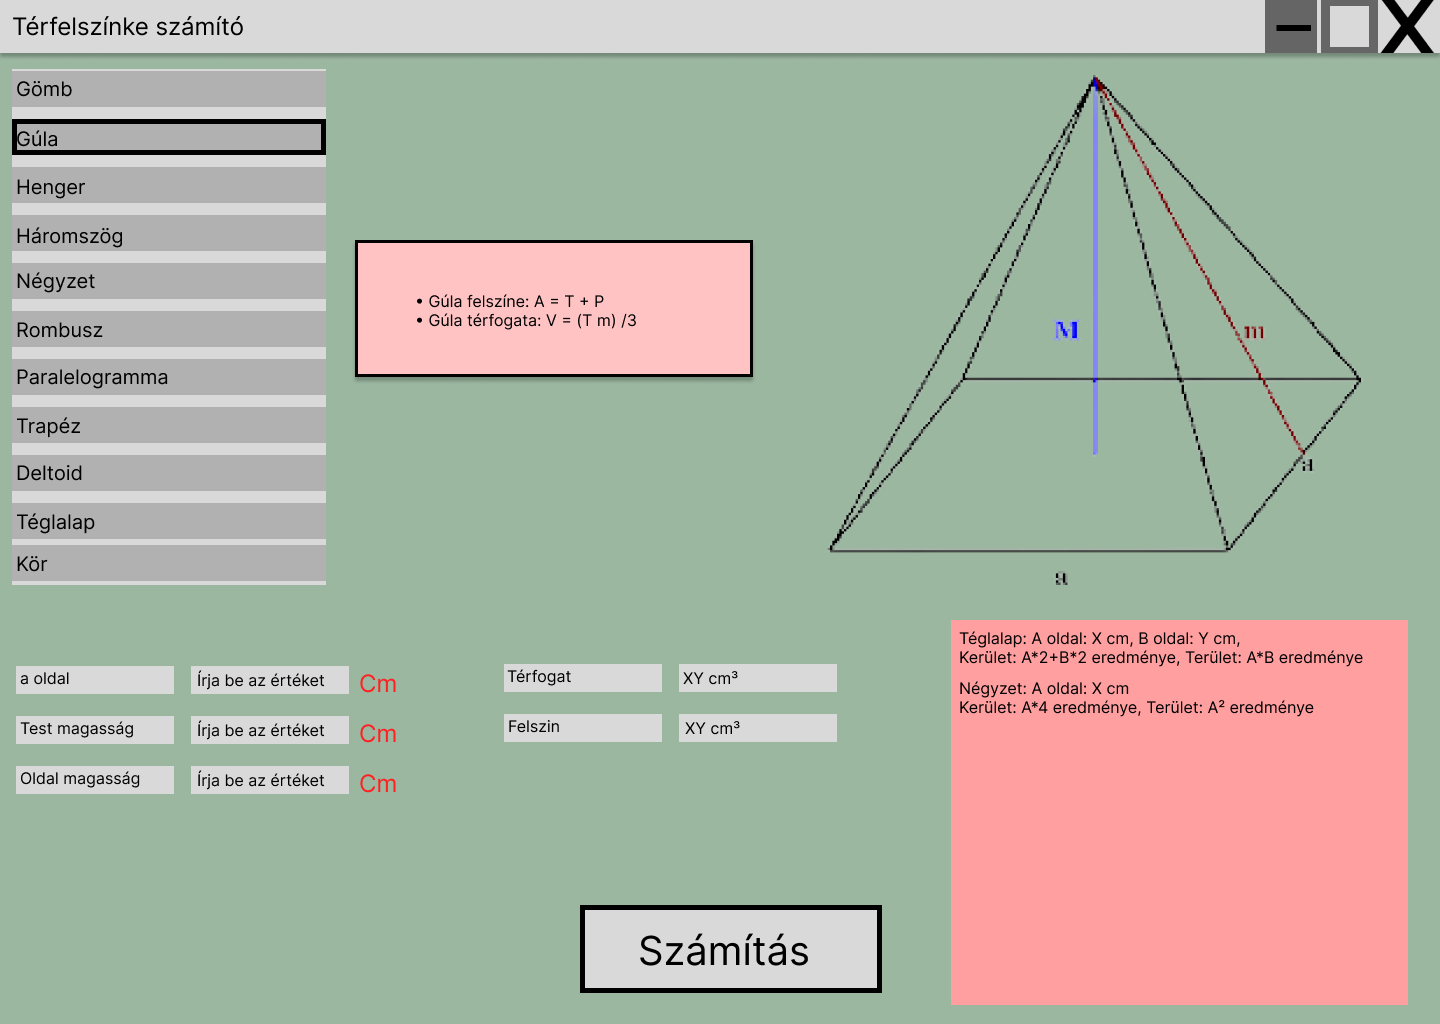 Térfelszínke számító
X
Gömb
Gúla
Henger
Háromszög
Négyzet
Rombusz
Paralelogramma
Trapéz
Deltoid
Téglalap
Kör
• Gúla felszíne: A = T + P
• Gúla térfogata: V = (T m) /3
M
m
a
a
a oldal
Írja be az értéket
Cm
Test magasság
Írja be az értéket
Cm
Oldal magasság
Írja be az értéket
Cm
Térfogat
XY cm³
Felszin
XY cm³
Téglalap: A oldal: X cm, B oldal: Y cm,
Kerület: A*2+B*2 eredménye, Terület: A*B eredménye
Négyzet: A oldal: X cm
Kerület: A*4 eredménye, Terület: A² eredménye
Számítás